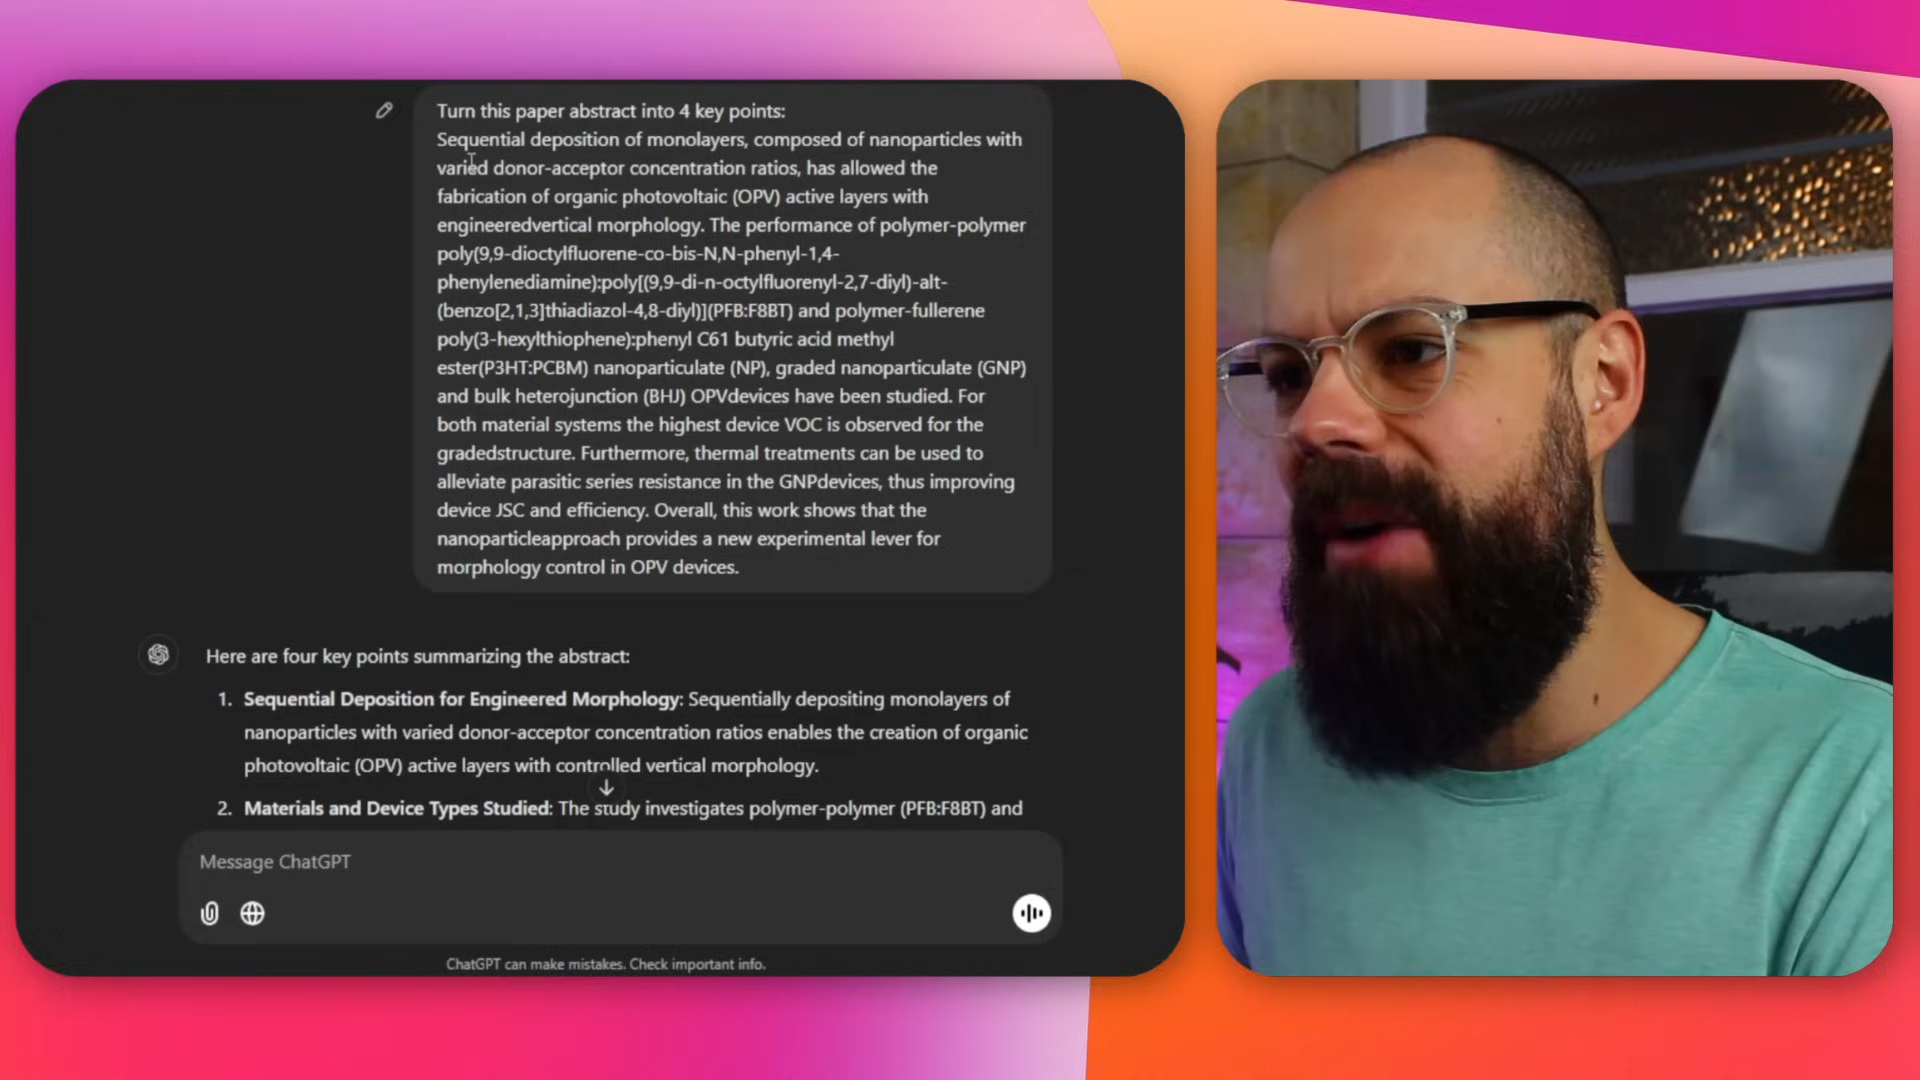 Turn this paper abstract into 4 key points:
Sequential deposition of monolayers, composed of nanoparticles with
varied donor-acceptor concentration ratios, has allowed the
fabrication of organic photovoltaic (OPV) active layers with
engineeredvertical morphology. The performance of polymer-polymer
poly(9,9-dioctylfluorene-co-bis-N,N-phenyl-1,4-
phenylenediamine):poly[(9,9-di-n-octylfluorenyl-2,7-diyl)-alt-
(benzo[2,1,3]thiadiazol-4,8-diyl)](PFB:F8BT) and polymer-fullerene
poly(3-hexylthiophene):phenyl C61 butyric acid methyl
ester(P3HT:PCBM) nanoparticulate (NP), graded nanoparticulate (GNP)
and bulk heterojunction (BHJ) OPVdevices have been studied. For
both material systems the highest device VOC is observed for the
gradedstructure. Furthermore, thermal treatments can be used to
alleviate parasitic series resistance in the GNPdevices, thus improving
device JSC and efficiency. Overall, this work shows that the
nanoparticleapproach provides a new experimental lever for
morphology control in OPV devices.
Here are four key points summarizing the abstract:
1. Sequential Deposition for Engineered Morphology: Sequentially depositing monolayers of
nanoparticles with varied donor-acceptor concentration ratios enables the creation of organic
photovoltaic (OPV) active layers with controlled vertical morphology.
2. Materials and Device Types Studied: The study investigates polymer-polymer (PFB:F8BT) and
Message ChatGPT
ChatGPT can make mistakes. Check important info.